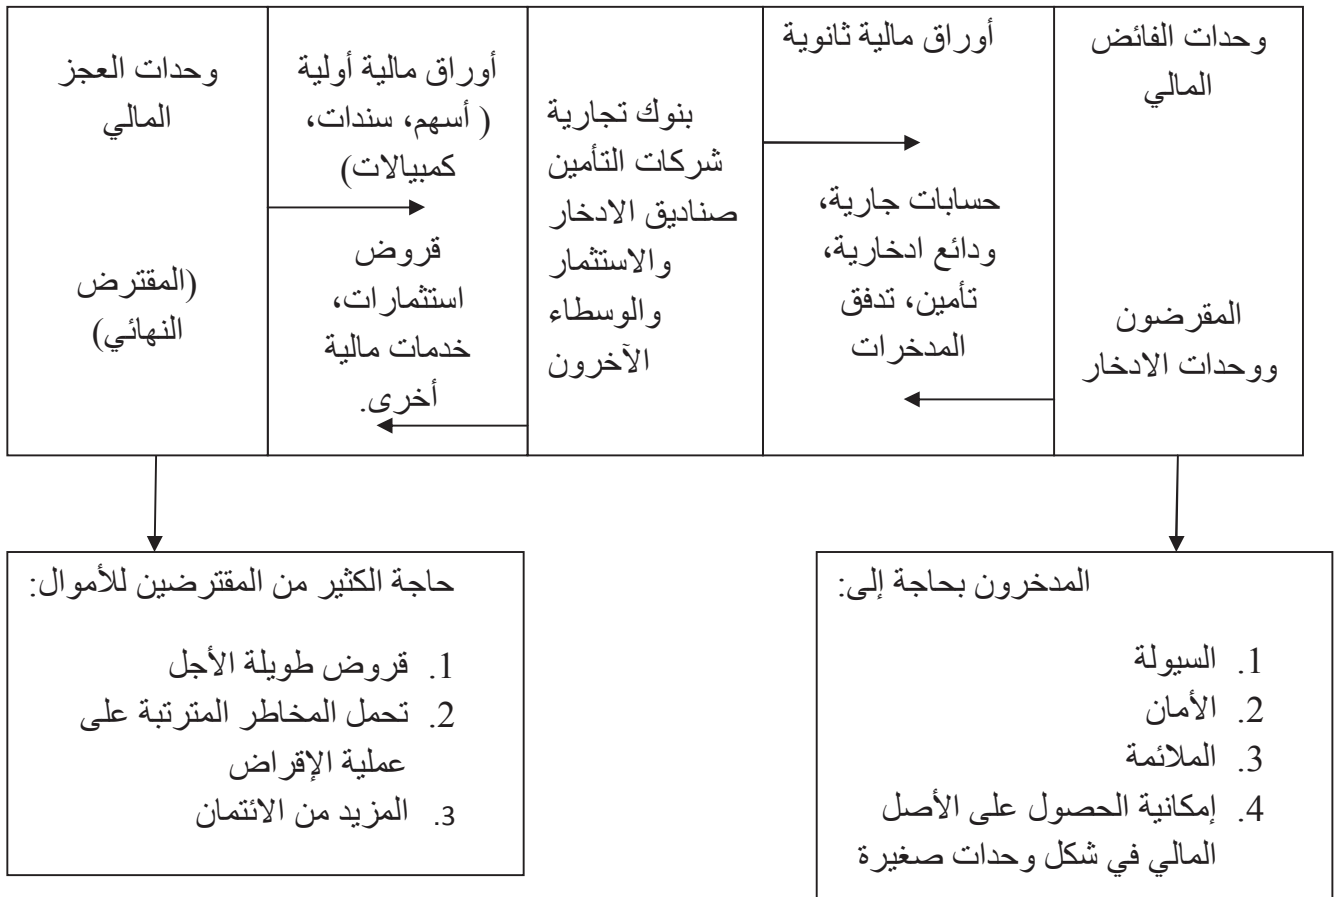 وحدات الفائض
المالي
المقرضون
ووحدات الادخار
أوراق مالية ثانوية
حسابات جارية،
ودائع ادخارية،
تأمين، تدفق
المدخرات
بنوك تجارية
شركات التأمين
صناديق الادخار
والاستثمار
والوسطاء
الآخرون
أوراق مالية أولية
( أسهم، سندات،
كمبيالات)
قروض
استثمارات،
خدمات مالية
أخرى.
وحدات العجز
المالي
(المقترض
النهائي)
المدخرون بحاجة إلى:
1. السيولة
2. الأمان
3. الملائمة
4. إمكانية الحصول على الأصل
المالي في شكل وحدات صغيرة
حاجة الكثير من المقترضين للأموال:
1. قروض طويلة الأجل
2. تحمل المخاطر المترتبة على
عملية الإقراض
3. المزيد من الائتمان